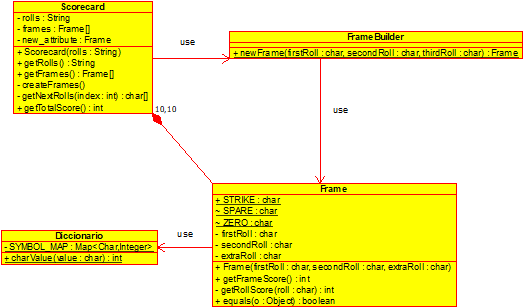 Scorecard
- rolls : String
- frames : Frame[]
- new_attribute : Frame
+ Scorecard(rolls : String)
+ getRolls() : String
+ getFrames() : Frame[]
- createFrames()
- getNextRolls(index : int) : char[]
+ getTotalScore() : int
use
FrameBuilder
+ newFrame(firstRoll : char, secondRoll : char, thirdRoll : char) : Frame
10,10
use
Frame
+ STRIKE : char
~ SPARE : char
~ ZERO : char
- firstRoll : char
- secondRoll : char
- extraRoll : char
+ Frame(firstRoll : char, secondRoll : char, extraRoll : char)
+ getFrameScore() : int
- getRollScore(roll : char) : int
+ equals(o : Object) : boolean
use
Diccionario
- SYMBOL_MAP : Map<Char,Integer>
+ charValue(value : char) : int